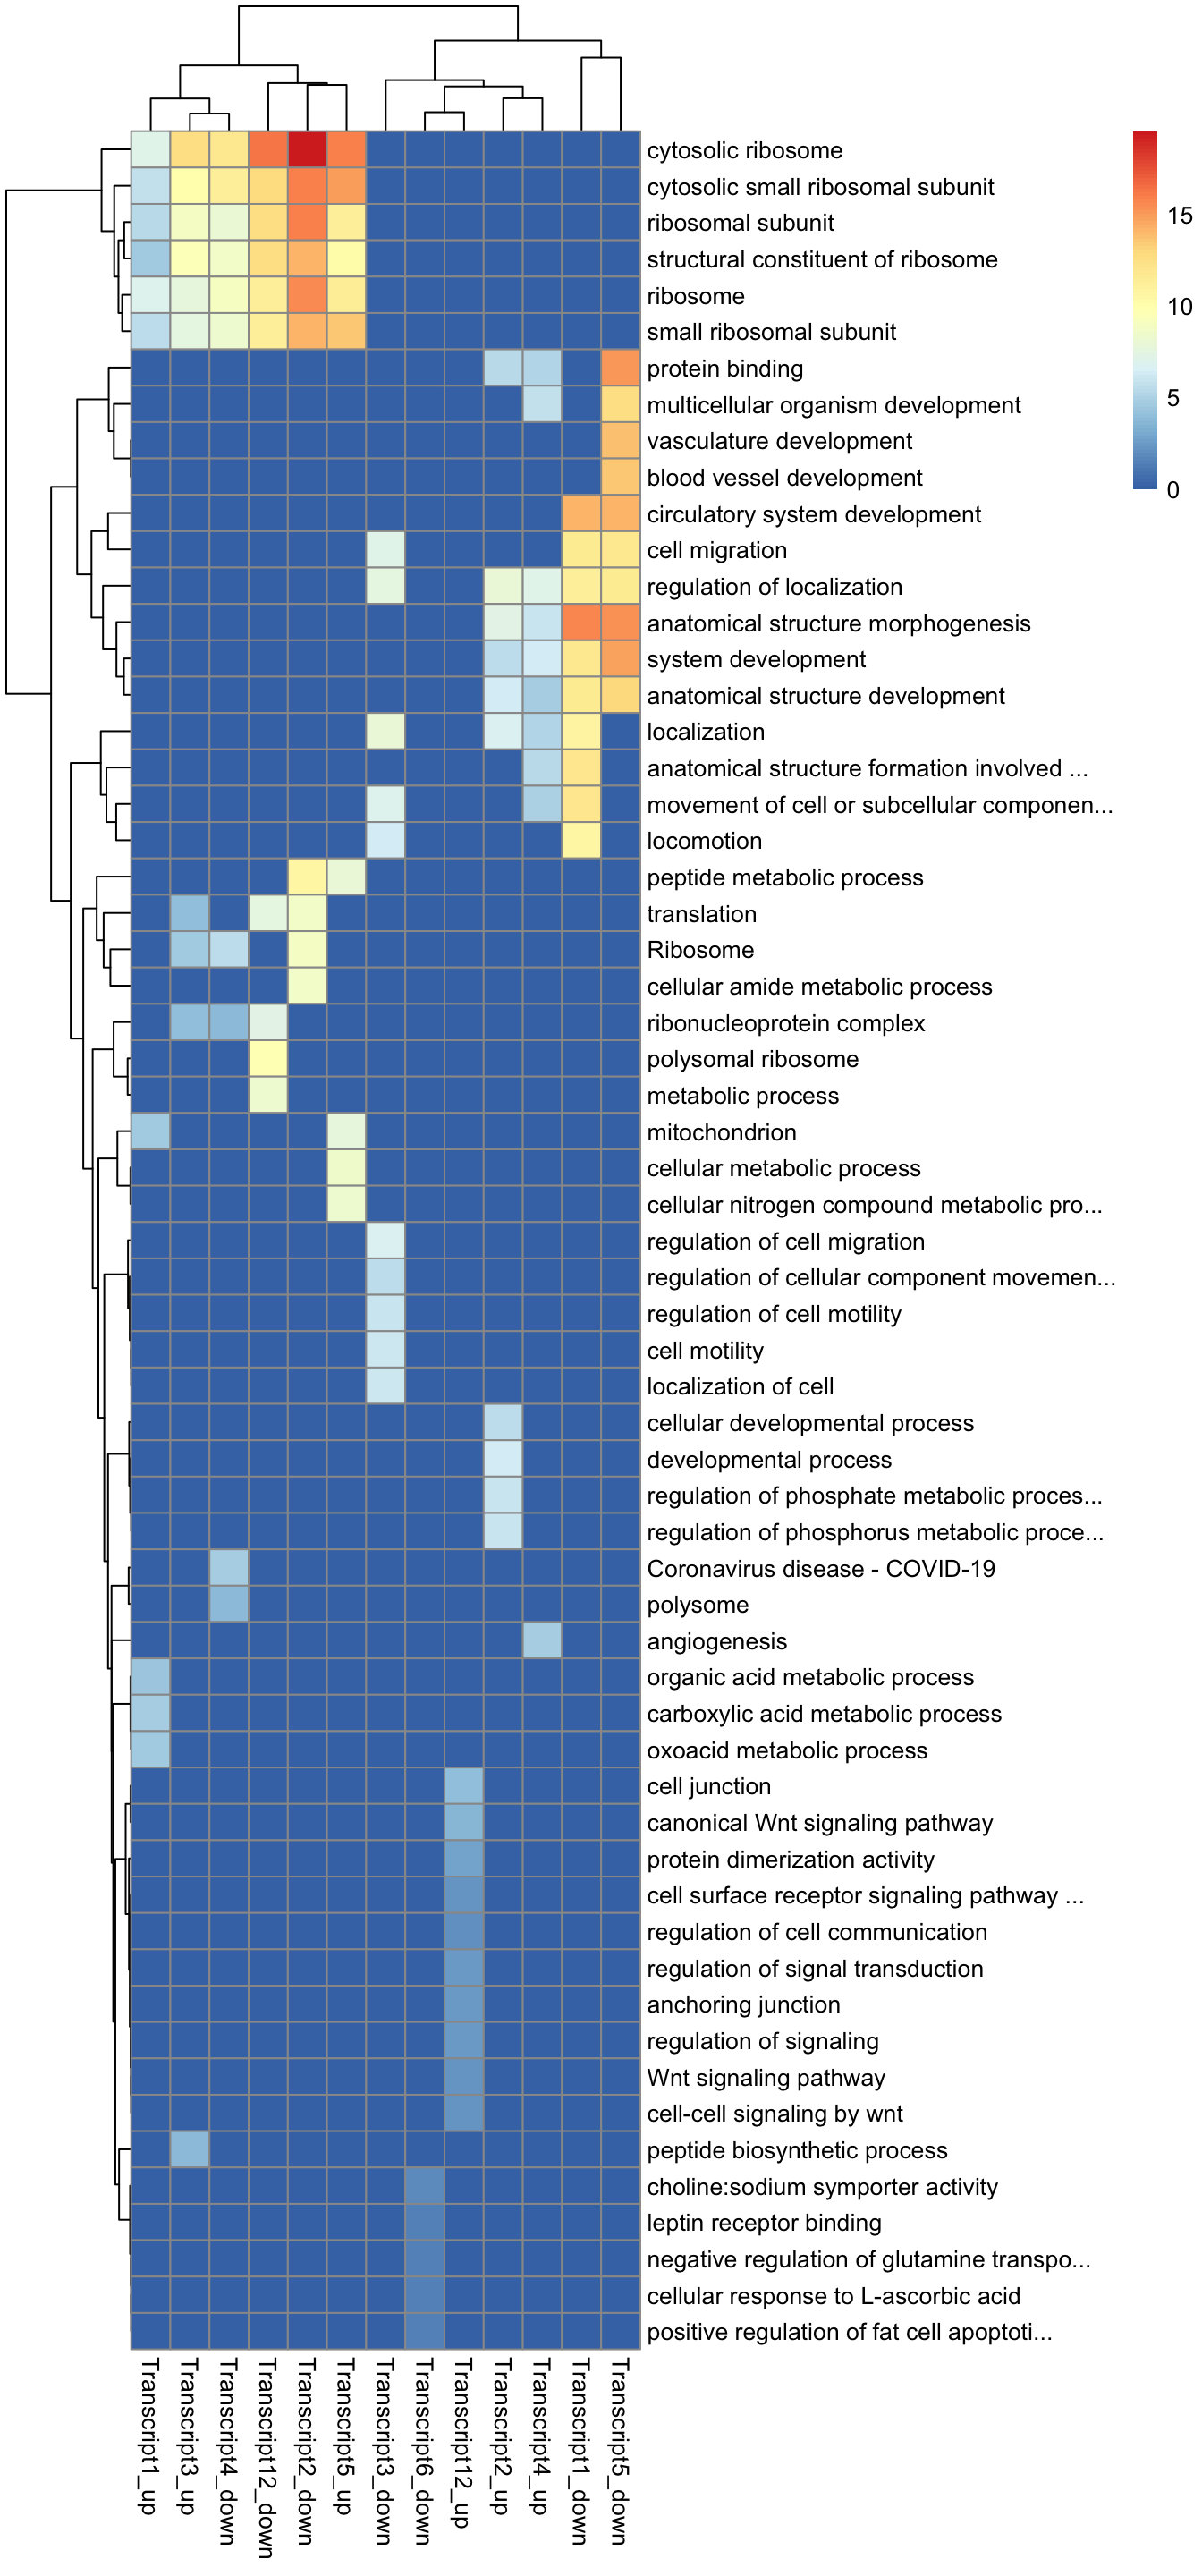 cytosolic ribosome
cytosolic small ribosomal subunit
ribosomal subunit
structural constituent of ribosome
ribosome
small ribosomal subunit
protein binding
multicellular organism development
vasculature development
blood vessel development
circulatory system development
cell migration
regulation of localization
anatomical structure morphogenesis
system development
anatomical structure development
localization
anatomical structure formation involved ...
movement of cell or subcellular componen...
locomotion
peptide metabolic process
translation
Ribosome
cellular amide metabolic process
ribonucleoprotein complex
polysomal ribosome
metabolic process
mitochondrion
cellular metabolic process
cellular nitrogen compound metabolic pro...
regulation of cell migration
regulation of cellular component movemen...
regulation of cell motility
cell motility
localization of cell
cellular developmental process
developmental process
regulation of phosphate metabolic proces...
regulation of phosphorus metabolic proce...
Coronavirus disease - COVID-19
polysome
angiogenesis
organic acid metabolic process
carboxylic acid metabolic process
oxoacid metabolic process
cell junction
canonical Wnt signaling pathway
protein dimerization activity
cell surface receptor signaling pathway ...
regulation of cell communication
regulation of signal transduction
anchoring junction
regulation of signaling
Wnt signaling pathway
cell-cell signaling by wnt
peptide biosynthetic process
choline:sodium symporter activity
leptin receptor binding
negative regulation of glutamine transpo...
cellular response to L-ascorbic acid
positive regulation of fat cell apoptoti...
15
10
5
0
Transcript1_up
Transcript3_up
Transcript4_down
Transcript12_down
Transcript2_down
Transcript5_up
Transcript3_down
Transcript6_down
Transcript12_up
Transcript2_up
Transcript4_up
Transcript1_down
Transcript5_down